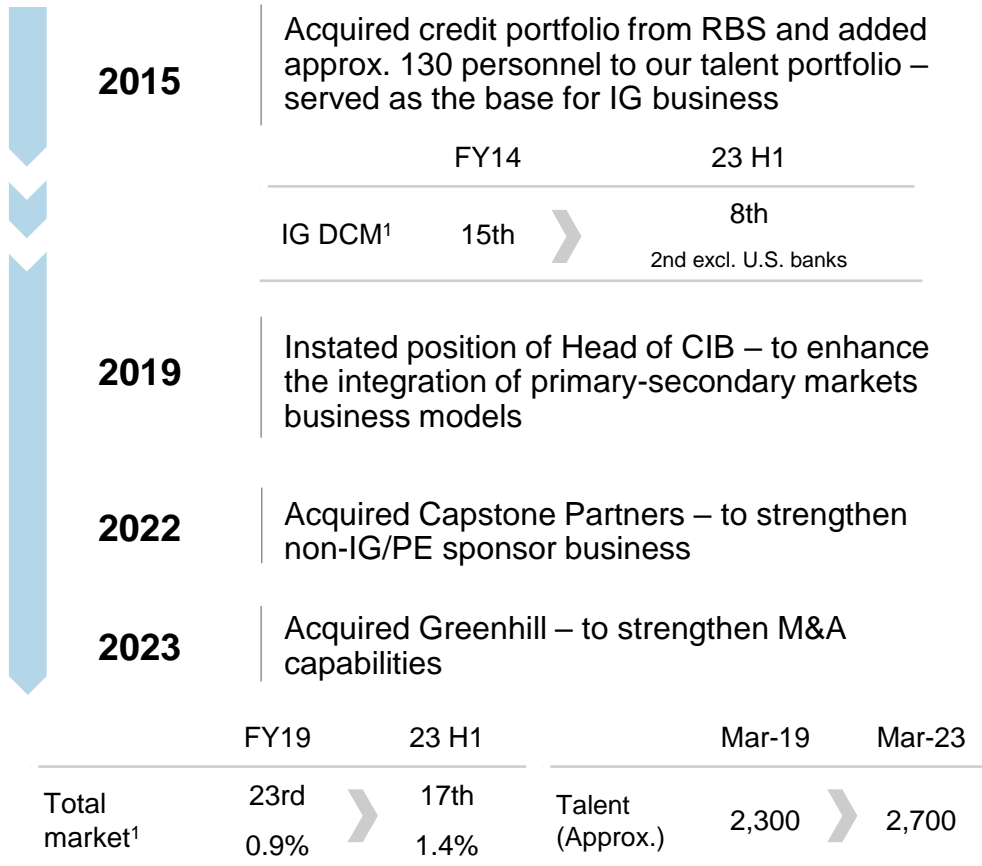 2015
Acquired credit portfolio from RBS and added
approx. 130 personnel to our talent portfolio –
served as the base for IG business
FY14 23 H1
IG DCM¹ 15th 8th
2nd excl. U.S. banks
2019
Instated position of Head of CIB – to enhance
the integration of primary-secondary markets
business models
2022
Acquired Capstone Partners – to strengthen
non-IG/PE sponsor business
2023
Acquired Greenhill – to strengthen M&A
capabilities
FY19 23 H1
Total
market¹
23rd 17th
0.9% 1.4%
Mar-19 Mar-23
Talent
(Approx.)
2,300 2,700